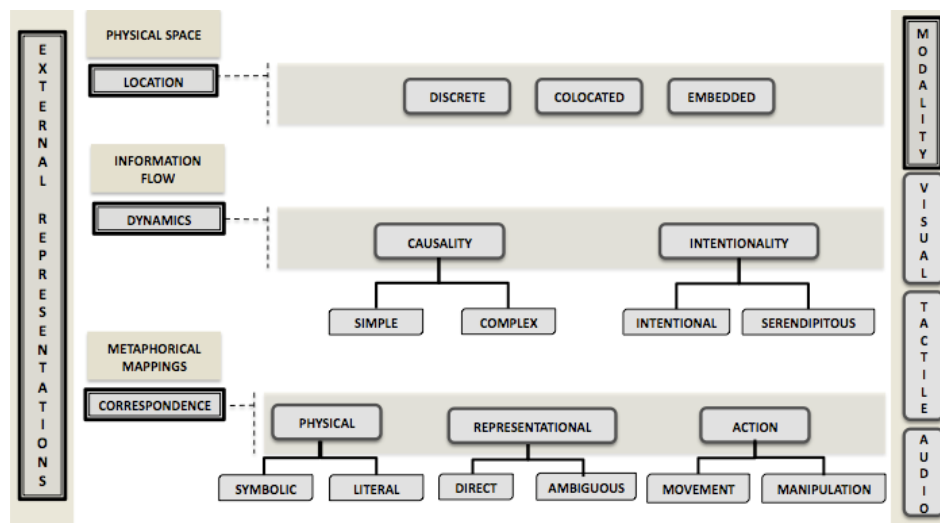 EXTERNAL REPRESENTATIONS
PHYSICAL SPACE
LOCATION
DISCRETE
COLOCATED
EMBEDDED
INFORMATION
FLOW
DYNAMICS
CAUSALITY
INTENTIONALITY
SIMPLE
COMPLEX
INTENTIONAL
SERENDIPITOUS
METAPHORICAL
MAPPINGS
CORRESPONDENCE
PHYSICAL
REPRESENTATIONAL
ACTION
SYMBOLIC
LITERAL
DIRECT
AMBIGUOUS
MOVEMENT
MANIPULATION
MODALITY
VISUAL
TACTILE
AUDIO